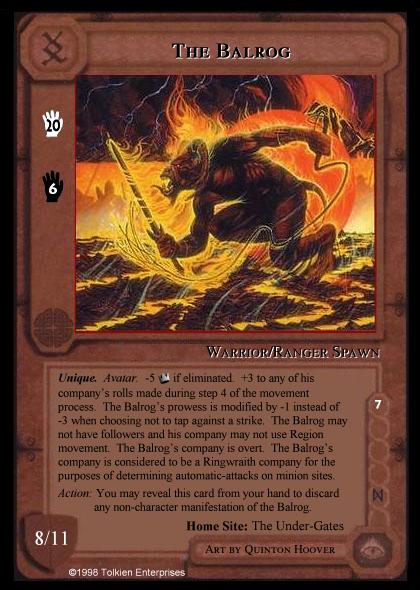 The Balrog
20
6
Warrior/Ranger Spawn
Unique. Avatar. -5 if eliminated. +3 to any of his
company's rolls made during step 4 of the movement
process. The Balrog's prowess is modified by -1 instead of
-3 when choosing not to tap against a strike. The Balrog may
not have followers and his company may not use Region
movement. The Balrog's company is overt. The Balrog's
company is considered to be a Ringwraith company for the
purposes of determining automatic-attacks on minion sites.
7
Action: You may reveal this card from your hand to discard
any non-character manifestation of the Balrog.
Home Site: The Under-Gates
8/11
Art by Quinton Hoover
©1998 Tolkien Enterprises